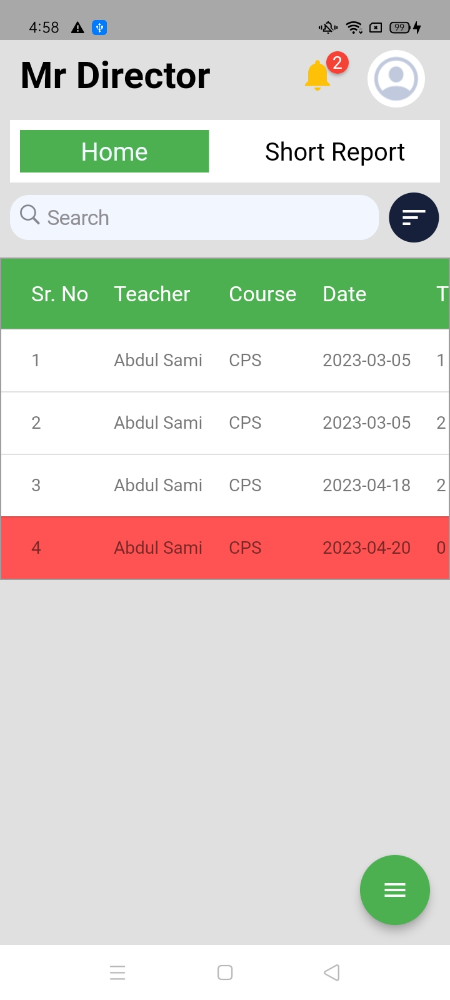 4:58 99
Mr Director 2
Home Short Report
Search
Sr. No Teacher Course Date T
1 Abdul Sami CPS 2023-03-05 1
2 Abdul Sami CPS 2023-03-05 2
3 Abdul Sami CPS 2023-04-18 2
4 Abdul Sami CPS 2023-04-20 0